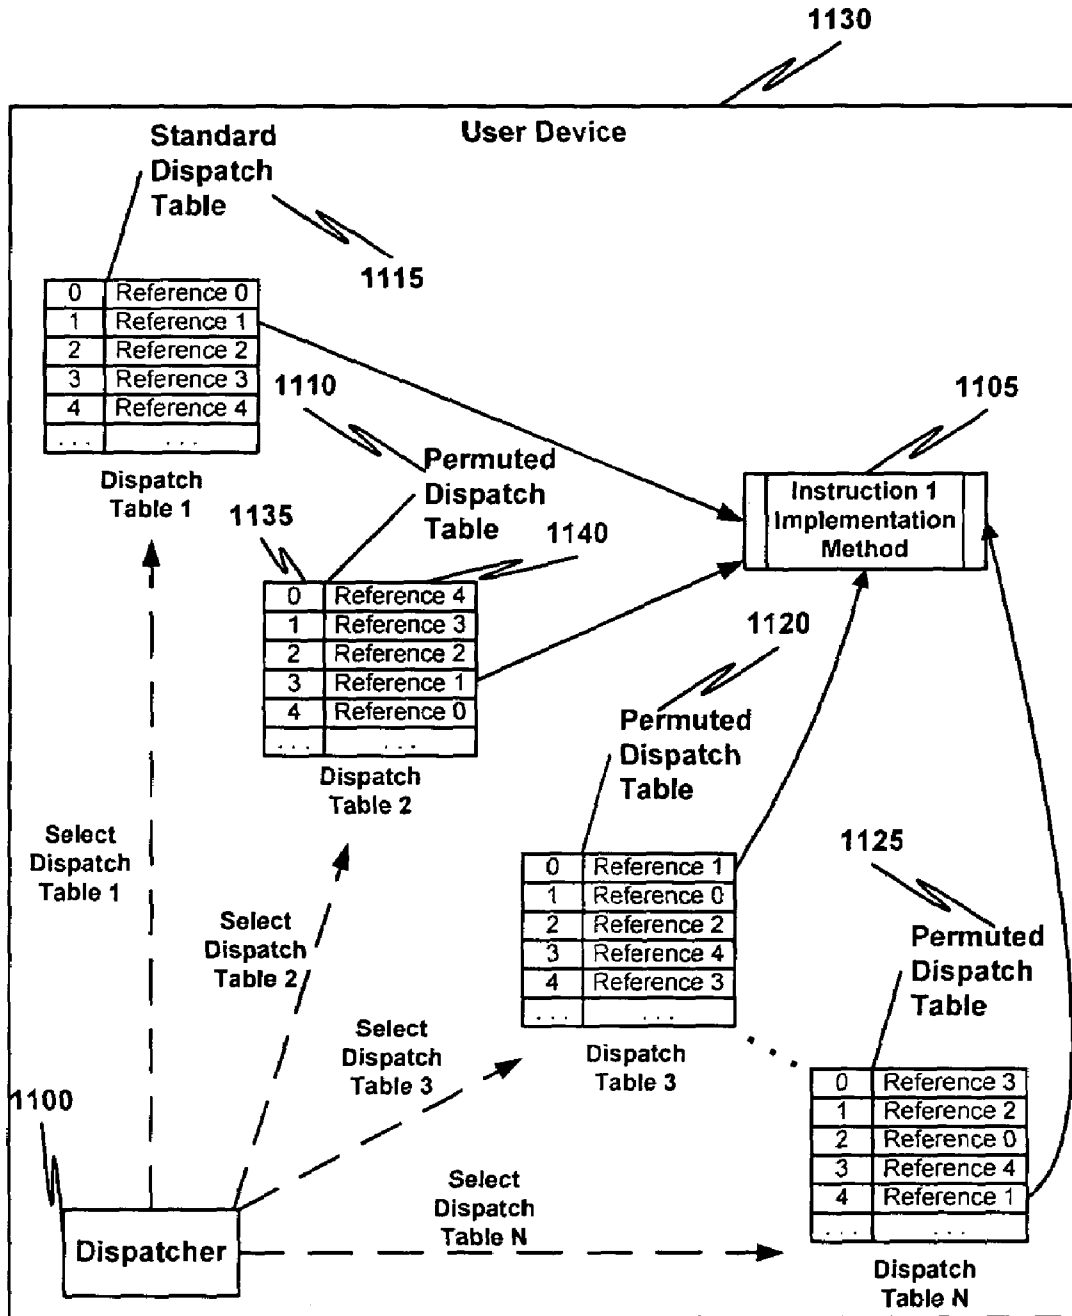 1130
User Device
Standard
Dispatch
Table
1115
0 Reference 0
1 Reference 1
2 Reference 2
3 Reference 3
4 Reference 4
... ...
Dispatch
Table 1
1110
Permuted
Dispatch
Table
1135
1140
0 Reference 4
1 Reference 3
2 Reference 2
3 Reference 1
4 Reference 0
... ...
Dispatch
Table 2
1105
Instruction 1
Implementation
Method
1120
Permuted
Dispatch
Table
0 Reference 1
1 Reference 0
2 Reference 2
3 Reference 4
4 Reference 3
... ...
Dispatch
Table 3
1125
Permuted
Dispatch
Table
0 Reference 3
1 Reference 2
2 Reference 0
3 Reference 4
4 Reference 1
... ...
Dispatch
Table N
Select
Dispatch
Table 1
Select
Dispatch
Table 2
Select
Dispatch
Table 3
Select
Dispatch
Table N
1100
Dispatcher